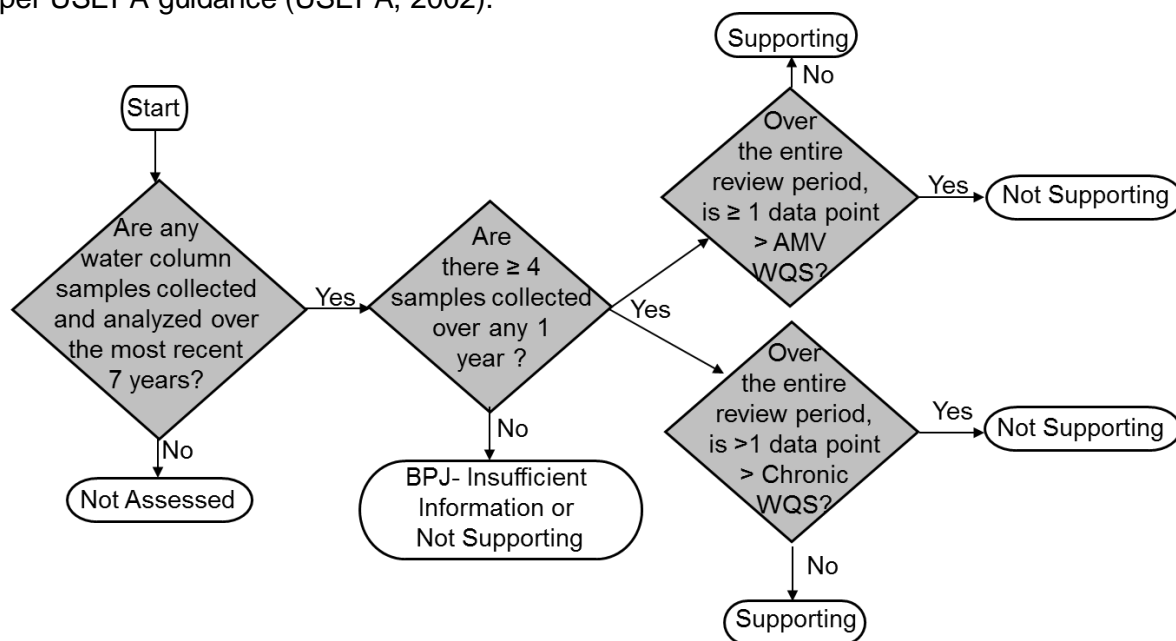 per USEPA guidance (USEPA, 2002).
Start
Are any
water column
samples collected
and analyzed over
the most recent
7 years?
Yes
No
Not Assessed
Are
there ≥ 4
samples collected
over any 1
year ?
Yes
No
BPJ- Insufficient
Information or
Not Supporting
Supporting
No
Over
the entire
review period,
is ≥ 1 data point
> AMV
WQS?
Yes
Not Supporting
Over
the entire
review period,
is >1 data point
> Chronic
WQS?
Yes
Not Supporting
No
Supporting